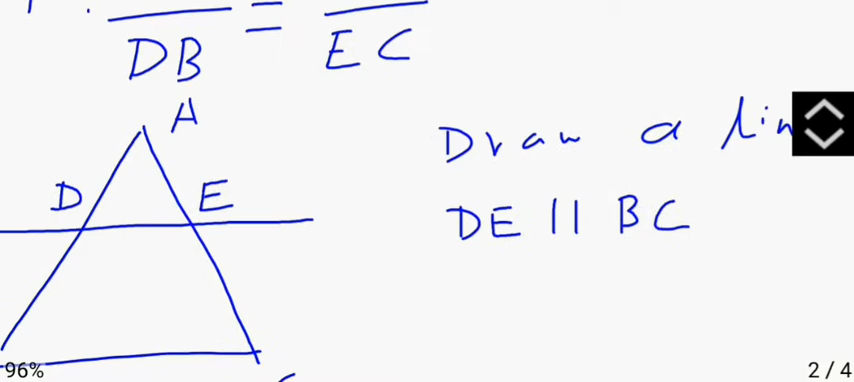 DB = EC
A
Draw a
D E
DE || BC
96%
2 / 4